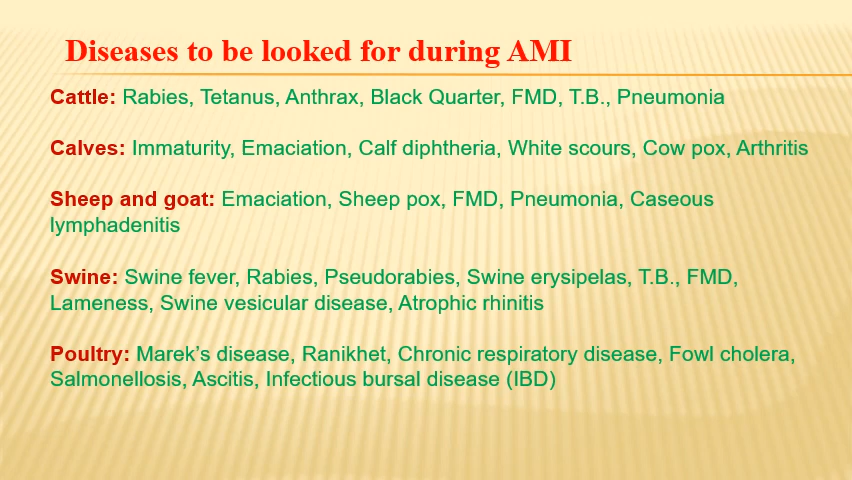 Diseases to be looked for during AMI
Cattle: Rabies, Tetanus, Anthrax, Black Quarter, FMD, T.B., Pneumonia
Calves: Immaturity, Emaciation, Calf diphtheria, White scours, Cow pox, Arthritis
Sheep and goat: Emaciation, Sheep pox, FMD, Pneumonia, Caseous
lymphadenitis
Swine: Swine fever, Rabies, Pseudorabies, Swine erysipelas, T.B., FMD,
Lameness, Swine vesicular disease, Atrophic rhinitis
Poultry: Marek’s disease, Ranikhet, Chronic respiratory disease, Fowl cholera,
Salmonellosis, Ascitis, Infectious bursal disease (IBD)